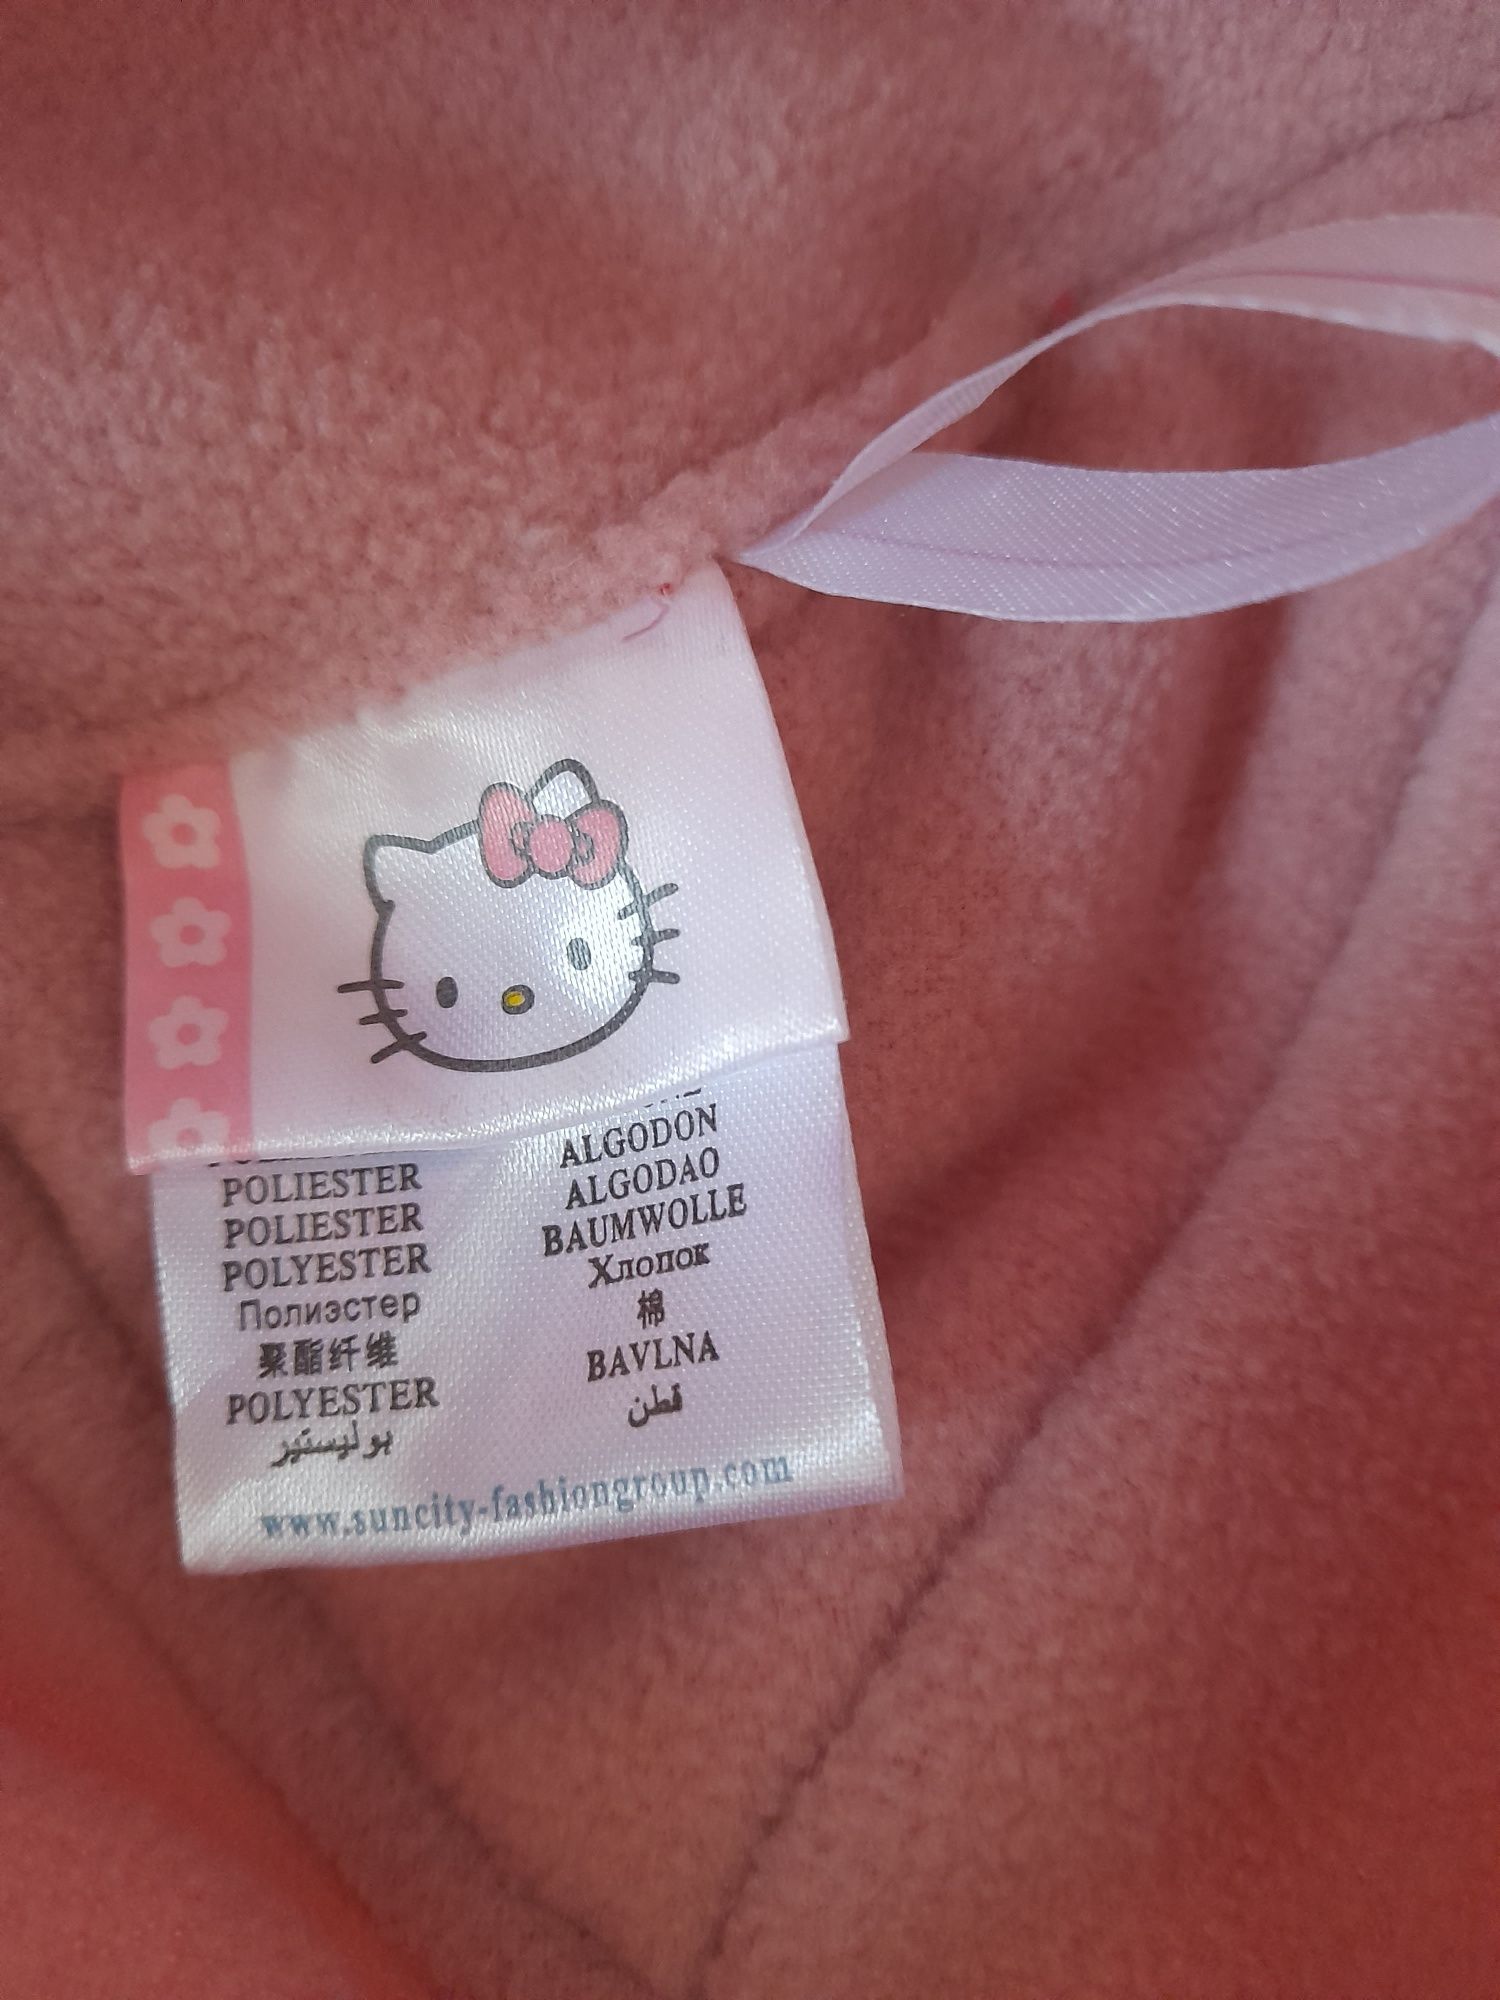 POLIESTER ALGODON
POLIESTER ALGODAO
POLYESTER BAUMWOLLE
Полиэстер Хлопок
聚酯纤维 棉
POLYESTER BAVLNA
بوليستير قطن
www.suncity-fashiongroup.com